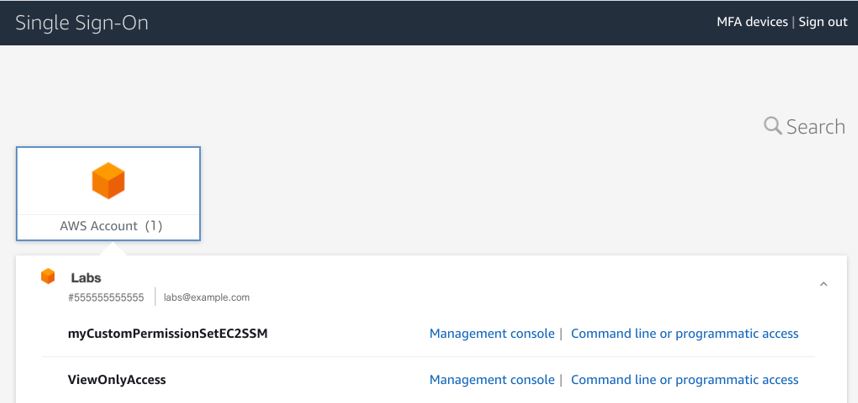 Single Sign-On
MFA devices | Sign out
Search
AWS Account (1)
Labs
#555555555555 | labs@example.com
myCustomPermissionSetEC2SSM Management console | Command line or programmatic access
ViewOnlyAccess Management console | Command line or programmatic access